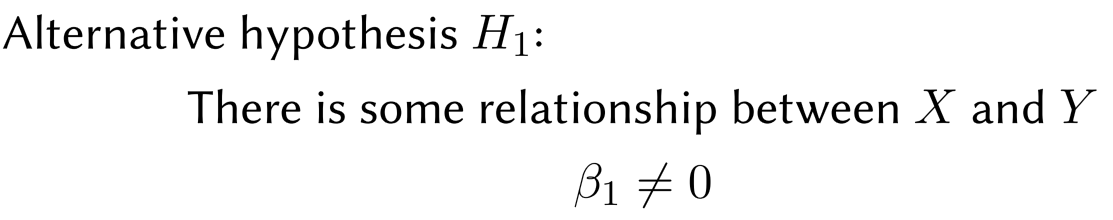 Alternative hypothesis H₁:
There is some relationship between X and Y
β₁ ≠ 0